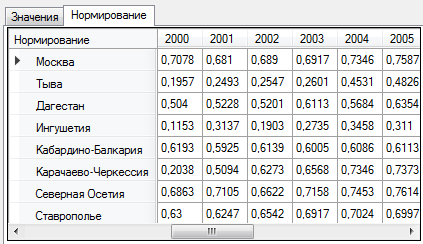 Значения Нормирование
Нормирование 2000 2001 2002 2003 2004 2005
Москва 0,7078 0,681 0,689 0,6917 0,7346 0,7587
Тыва 0,1957 0,2493 0,2547 0,2601 0,4531 0,4826
Дагестан 0,504 0,5228 0,5201 0,6113 0,5684 0,6354
Ингушетия 0,1153 0,3137 0,1903 0,2735 0,3458 0,311
Кабардино-Балкария 0,6193 0,5925 0,6139 0,6005 0,6086 0,6113
Карачаево-Черкессия 0,2038 0,5094 0,6273 0,6568 0,7346 0,7373
Северная Осетия 0,6863 0,7105 0,6622 0,7158 0,7453 0,7614
Ставрополье 0,63 0,6247 0,6542 0,6917 0,7024 0,6997